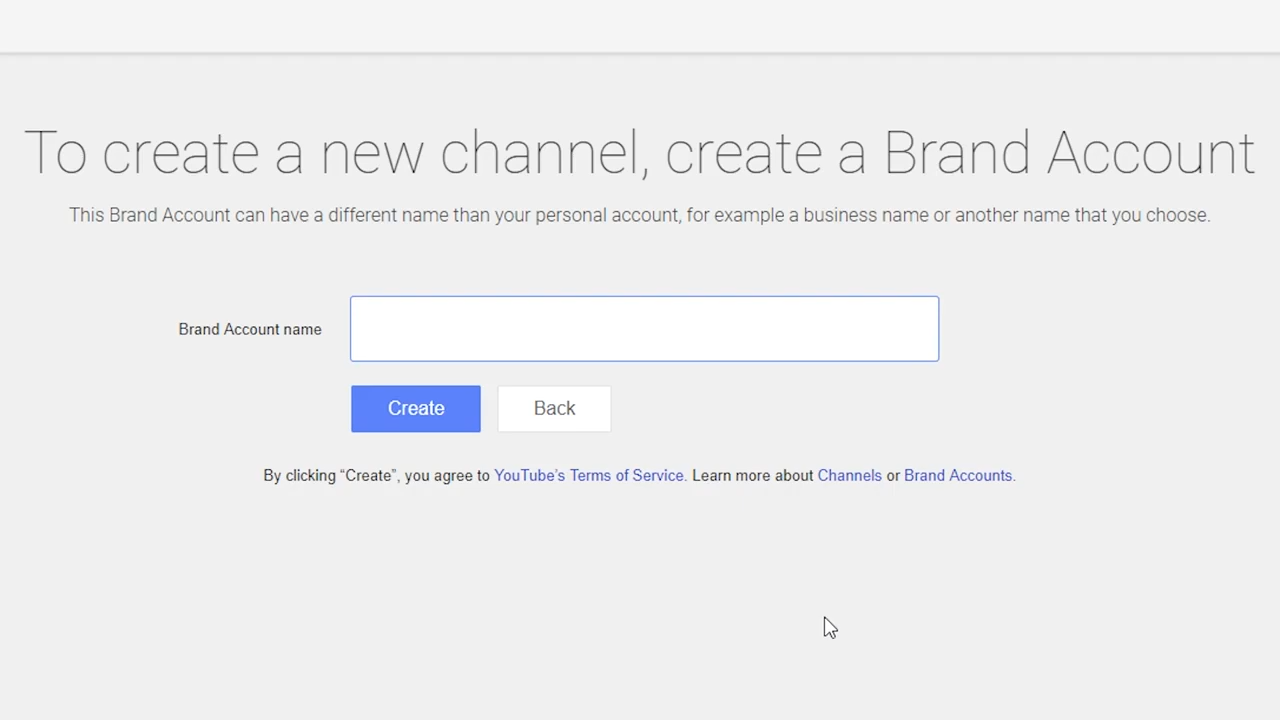 To create a new channel, create a Brand Account
This Brand Account can have a different name than your personal account, for example a business name or another name that you choose.
Brand Account name
Create Back
By clicking “Create”, you agree to YouTube's Terms of Service. Learn more about Channels or Brand Accounts.